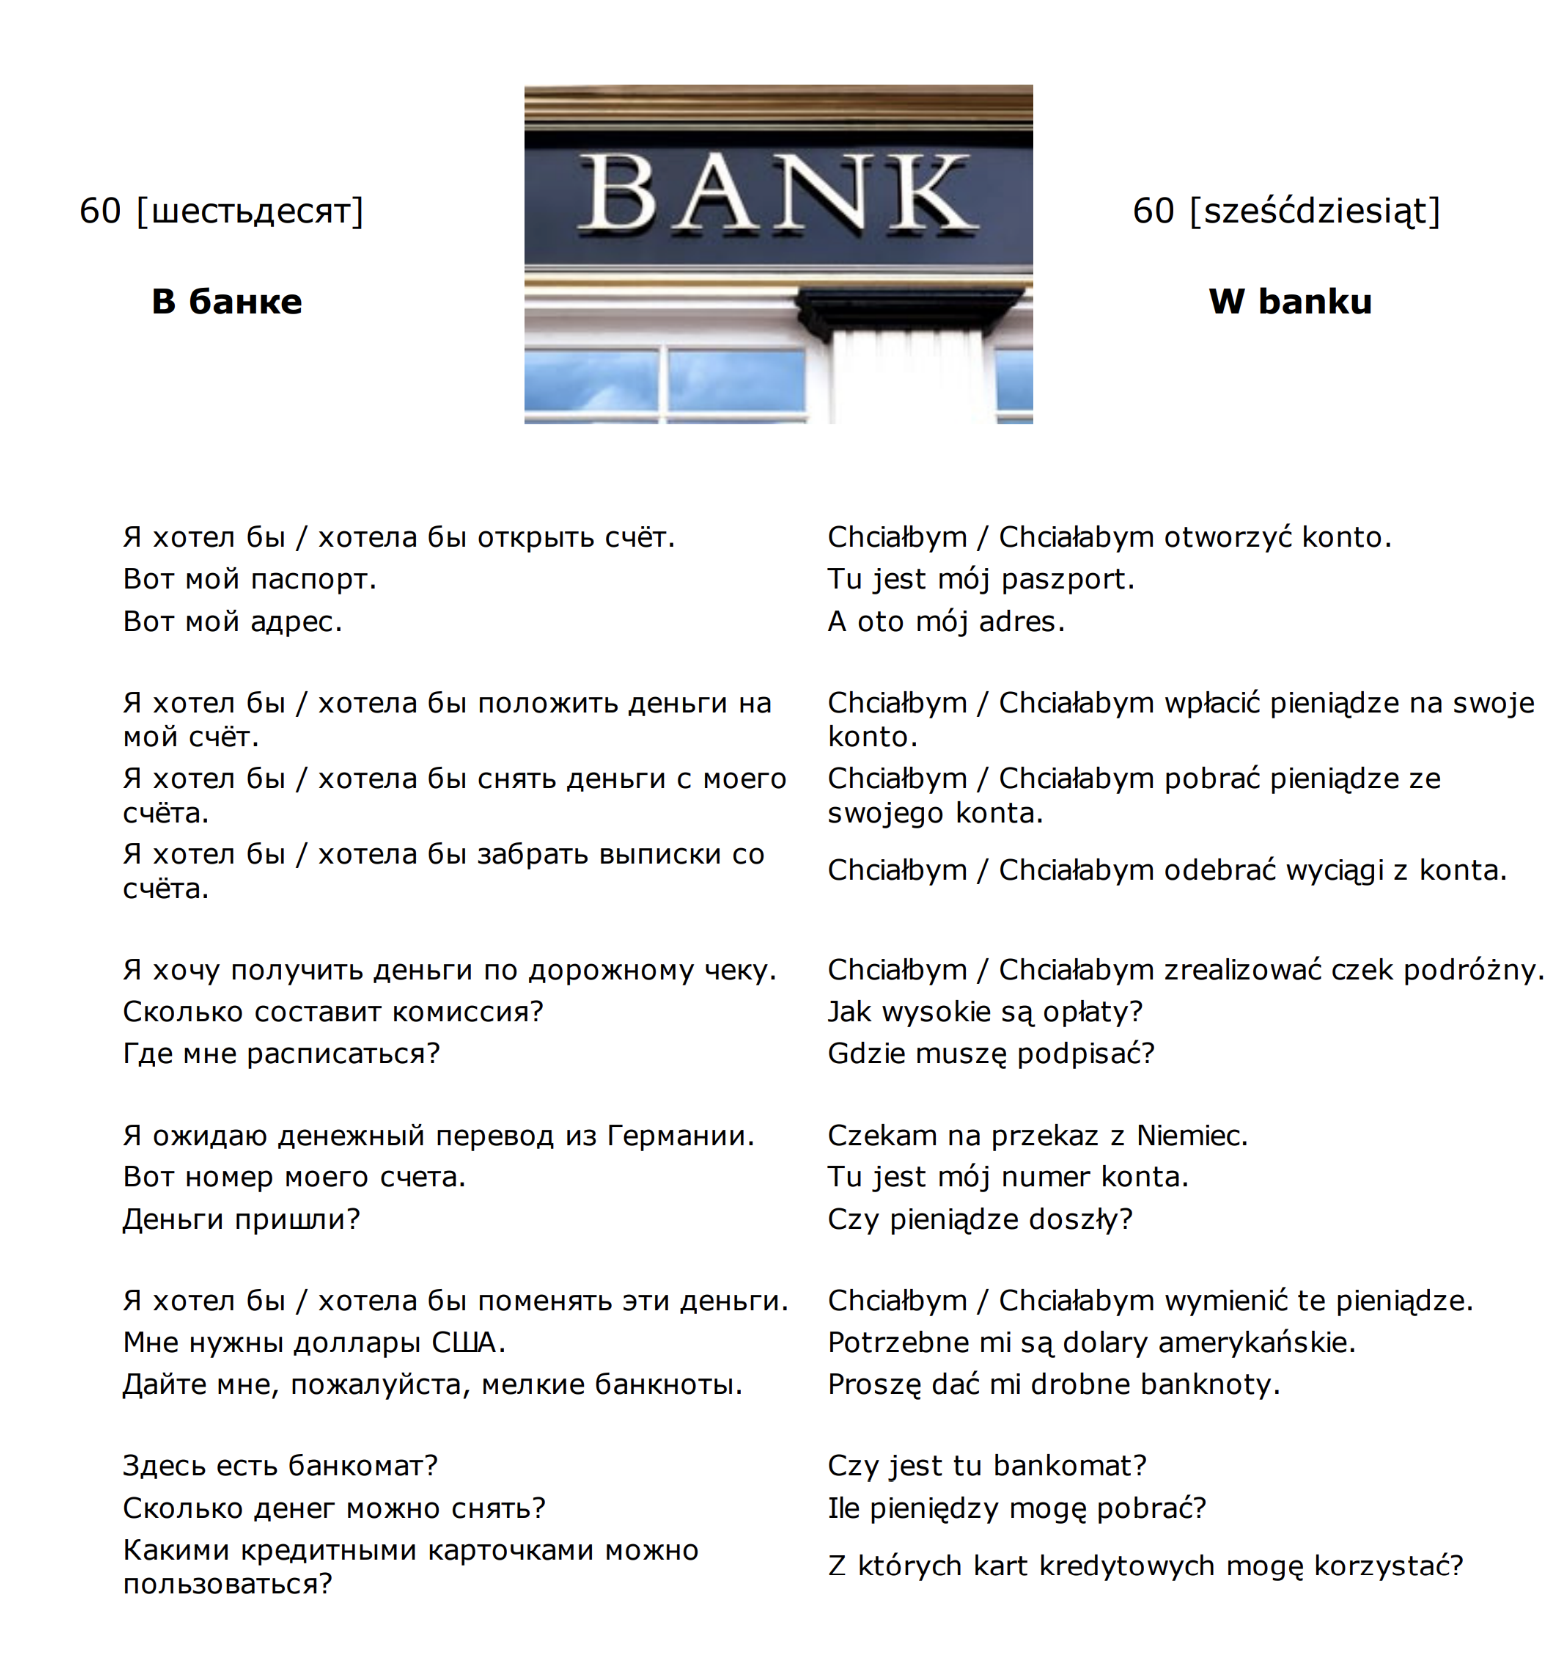 60 [шестьдесят]
В банке
BANK
60 [sześćdziesiąt]
W banku
Я хотел бы / хотела бы открыть счёт.
Chciałbym / Chciałabym otworzyć konto.
Вот мой паспорт.
Tu jest mój paszport.
Вот мой адрес.
A oto mój adres.
Я хотел бы / хотела бы положить деньги на
мой счёт.
Chciałbym / Chciałabym wpłacić pieniądze na swoje
konto.
Я хотел бы / хотела бы снять деньги с моего
счёта.
Chciałbym / Chciałabym pobrać pieniądze ze
swojego konta.
Я хотел бы / хотела бы забрать выписки со
счёта.
Chciałbym / Chciałabym odebrać wyciągi z konta.
Я хочу получить деньги по дорожному чеку.
Chciałbym / Chciałabym zrealizować czek podróżny.
Сколько составит комиссия?
Jak wysokie są opłaty?
Где мне расписаться?
Gdzie muszę podpisać?
Я ожидаю денежный перевод из Германии.
Czekam na przekaz z Niemiec.
Вот номер моего счета.
Tu jest mój numer konta.
Деньги пришли?
Czy pieniądze doszły?
Я хотел бы / хотела бы поменять эти деньги.
Chciałbym / Chciałabym wymienić te pieniądze.
Мне нужны доллары США.
Potrzebne mi są dolary amerykańskie.
Дайте мне, пожалуйста, мелкие банкноты.
Proszę dać mi drobne banknoty.
Здесь есть банкомат?
Czy jest tu bankomat?
Сколько денег можно снять?
Ile pieniędzy mogę pobrać?
Какими кредитными карточками можно
пользоваться?
Z których kart kredytowych mogę korzystać?